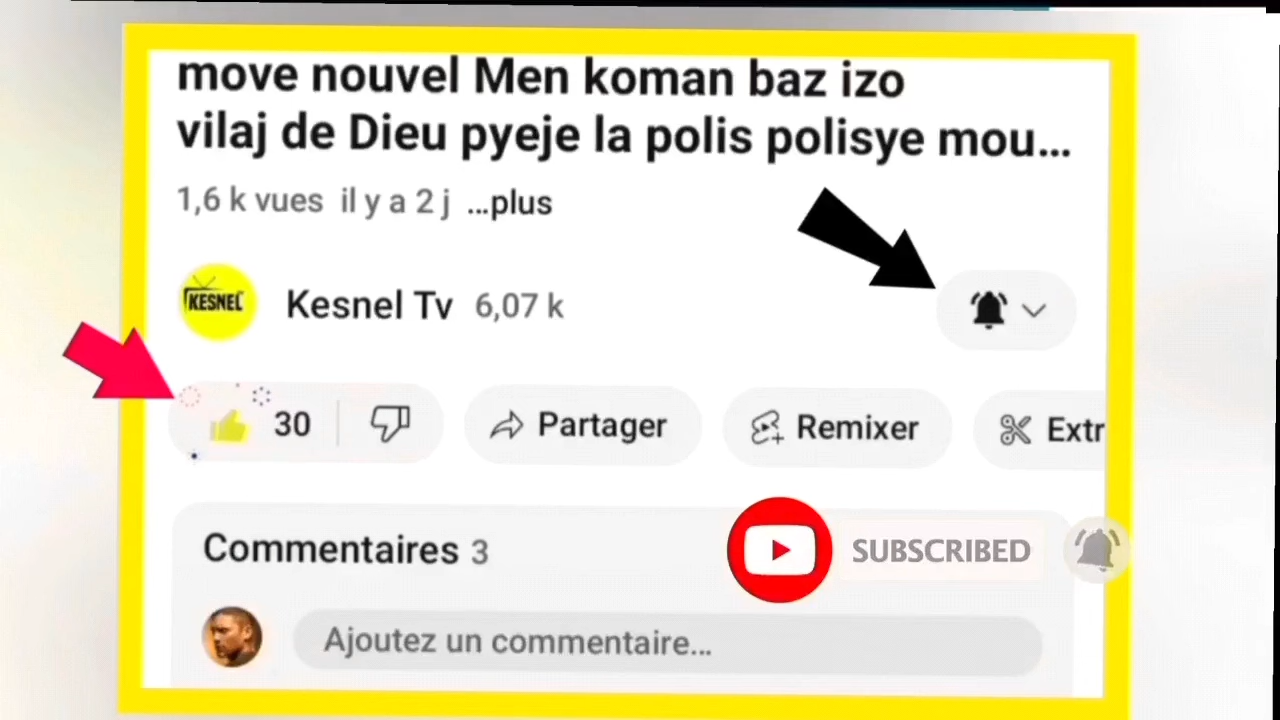 move nouvel Men koman baz izo
vilaj de Dieu pyeje la polis polisye mou...
1,6 k vues il y a 2 j ...plus
KESNEL
Kesnel Tv 6,07 k
30
Partager
Remixer
Extr
Commentaires 3
SUBSCRIBED
Ajoutez un commentaire...